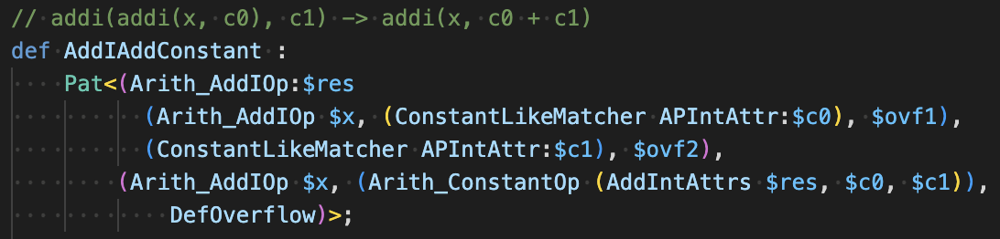 // addi(addi(x, c0), c1) -> addi(x, c0 + c1)
def AddIAddConstant :
    Pat<(Arith_AddIOp:$res
          (Arith_AddIOp $x, (ConstantLikeMatcher APIntAttr:$c0), $ovf1),
          (ConstantLikeMatcher APIntAttr:$c1), $ovf2),
        (Arith_AddIOp $x, (Arith_ConstantOp (AddIntAttrs $res, $c0, $c1)),
            DefOverflow)>;